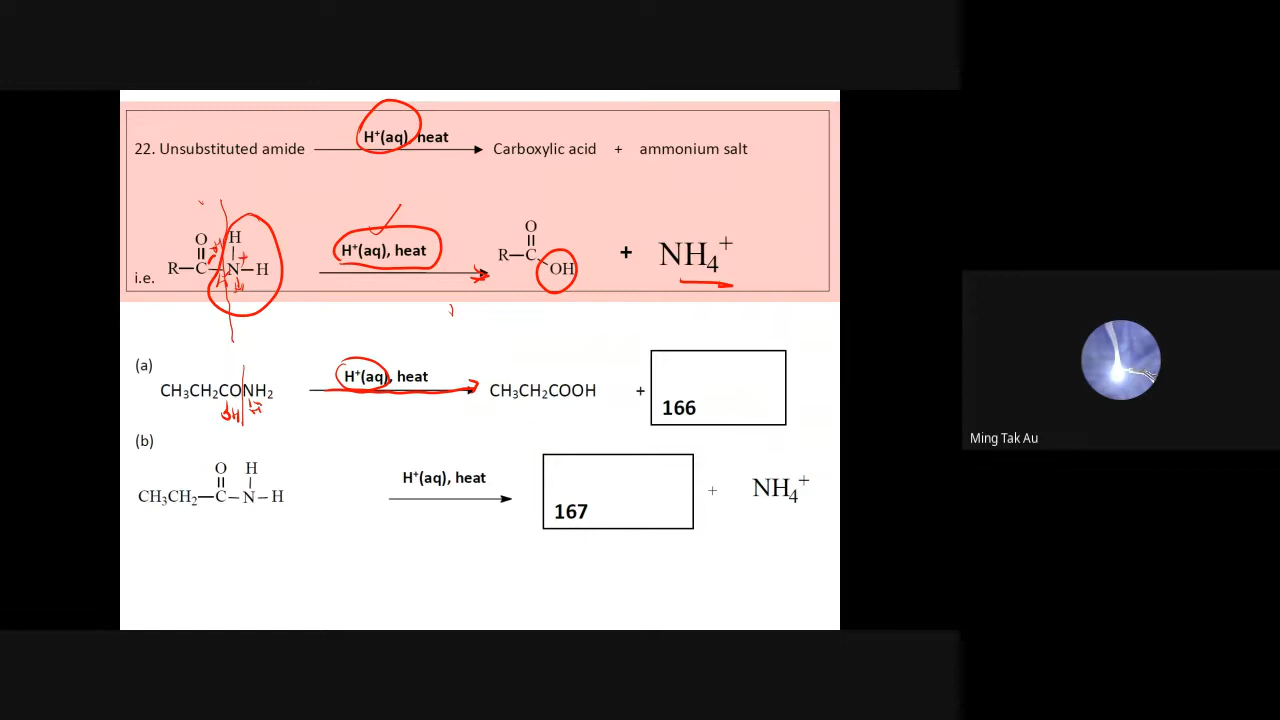 H⁺(aq), heat
22. Unsubstituted amide Carboxylic acid + ammonium salt
O H O
H⁺(aq), heat + NH₄⁺
i.e. R—C—N—H R—C OH
(a)
H⁺(aq), heat
CH₃CH₂CONH₂ CH₃CH₂COOH +
OH H
166
(b)
O H
H⁺(aq), heat
CH₃CH₂—C—N—H + NH₄⁺
167
Ming Tak Au